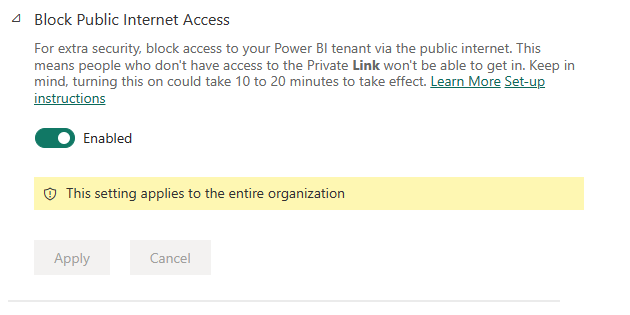 Block Public Internet Access
For extra security, block access to your Power BI tenant via the public internet. This
means people who don't have access to the Private Link won't be able to get in. Keep in
mind, turning this on could take 10 to 20 minutes to take effect. Learn More Set-up
instructions
Enabled
This setting applies to the entire organization
Apply Cancel